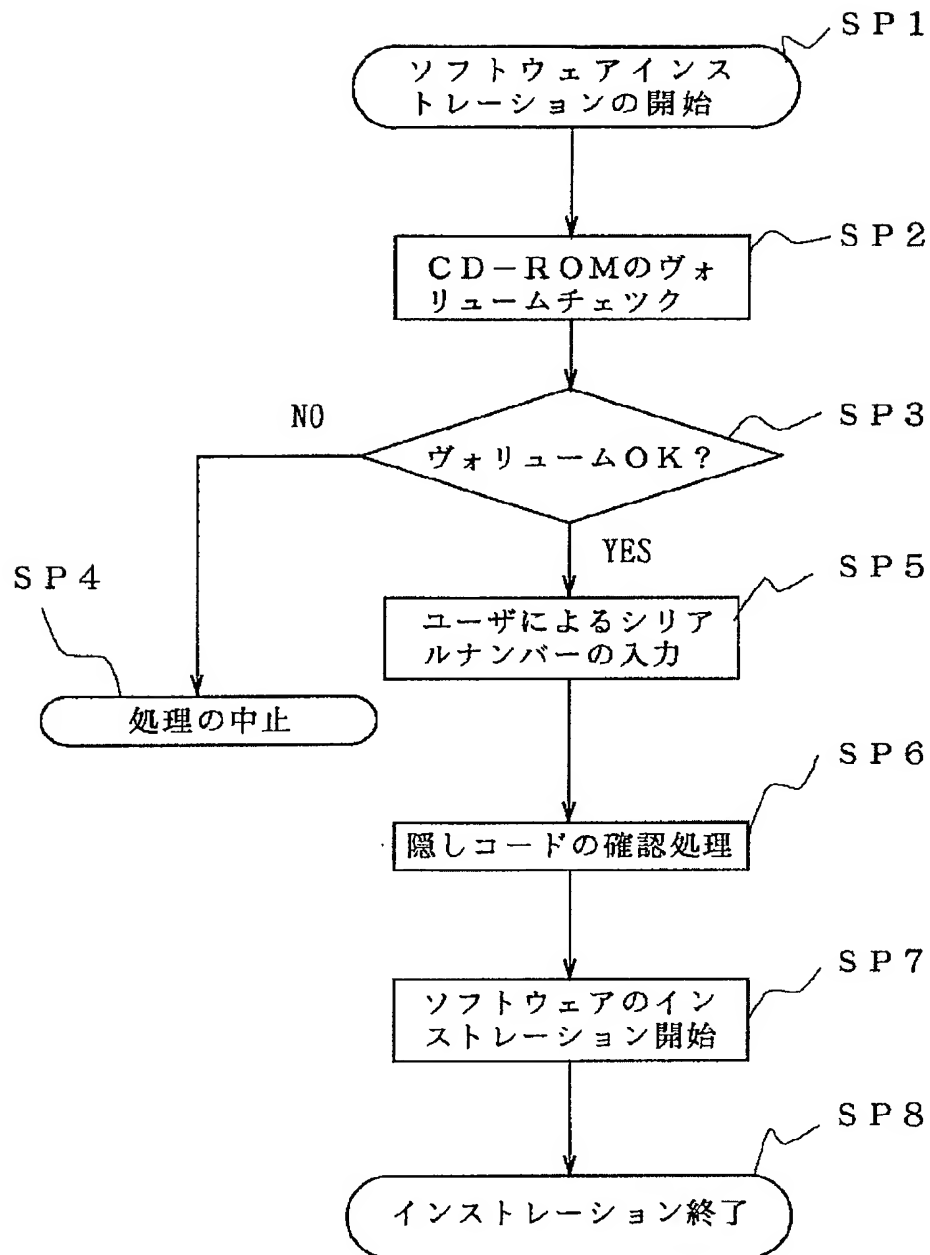 SP1
ソフトウェアインス
トレーションの開始
SP2
CD-ROMのヴォ
リュームチェック
SP3
NO
ヴォリュームOK?
YES
SP4
SP5
ユーザによるシリア
ルナンバーの入力
処理の中止
SP6
隠しコードの確認処理
SP7
ソフトウェアのイン
ストレーション開始
SP8
インストレーション終了